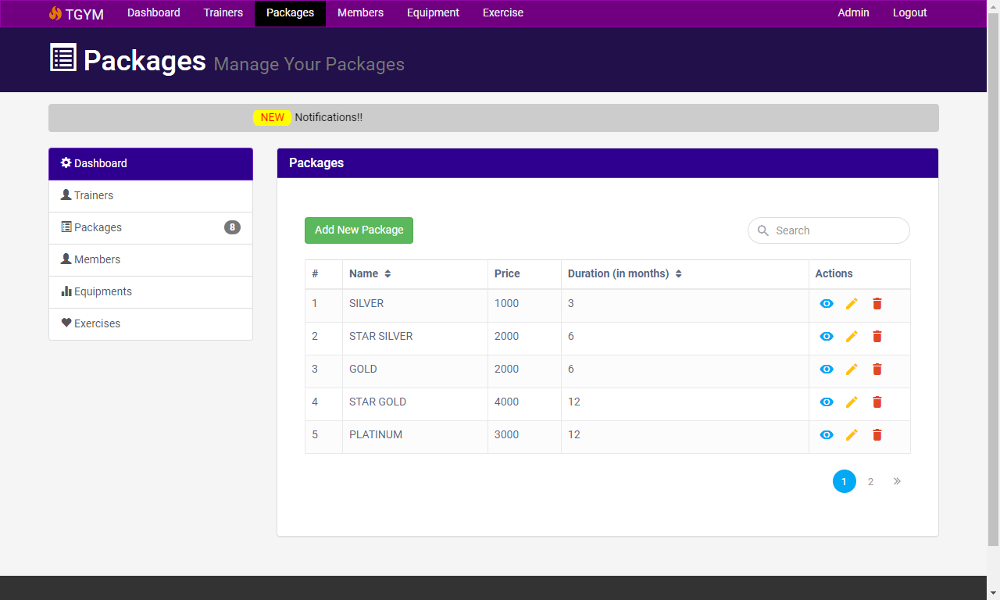 TGYM Dashboard Trainers Packages Members Equipment Exercise Admin Logout
Packages Manage Your Packages
NEW Notifications!!
Dashboard
Trainers
Packages 8
Members
Equipments
Exercises
Packages
Add New Package Search
# Name Price Duration (in months) Actions
1 SILVER 1000 3
2 STAR SILVER 2000 6
3 GOLD 2000 6
4 STAR GOLD 4000 12
5 PLATINUM 3000 12
1 2 »